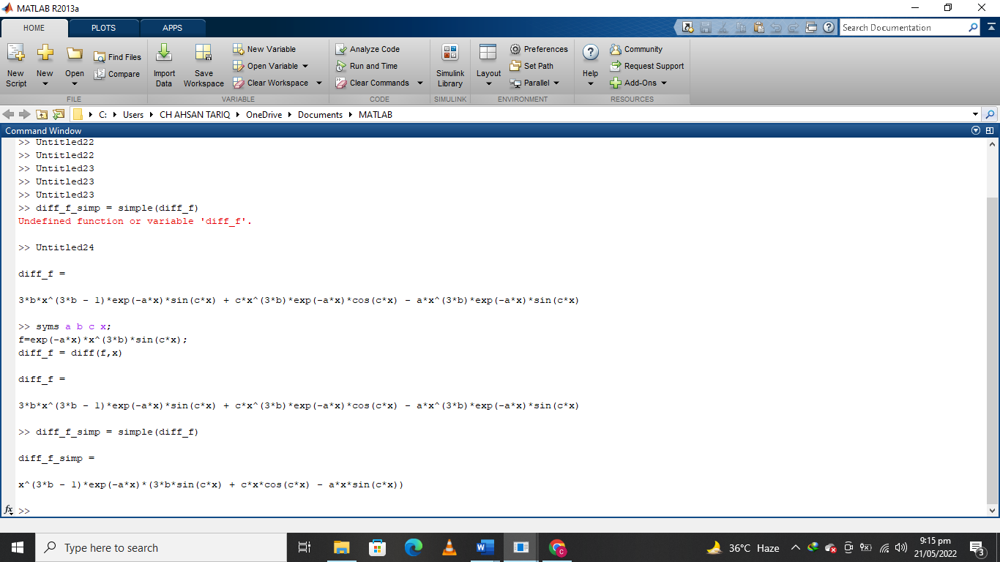 MATLAB R2013a
HOME PLOTS APPS
Search Documentation
New Script
New
Open
Find Files
Compare
FILE
Import Data
Save Workspace
New Variable
Open Variable
Clear Workspace
VARIABLE
Analyze Code
Run and Time
Clear Commands
CODE
Simulink Library
SIMULINK
Layout
Preferences
Set Path
Parallel
ENVIRONMENT
Help
Community
Request Support
Add-Ons
RESOURCES
C: Users CH AHSAN TARIQ OneDrive Documents MATLAB
Command Window
>> Untitled22
>> Untitled22
>> Untitled23
>> Untitled23
>> Untitled23
>> diff_f_simp = simple(diff_f)
Undefined function or variable 'diff_f'.
>> Untitled24
diff_f =
3*b*x^(3*b - 1)*exp(-a*x)*sin(c*x) + c*x^(3*b)*exp(-a*x)*cos(c*x) - a*x^(3*b)*exp(-a*x)*sin(c*x)
>> syms a b c x;
f=exp(-a*x)*x^(3*b)*sin(c*x);
diff_f = diff(f,x)
diff_f =
3*b*x^(3*b - 1)*exp(-a*x)*sin(c*x) + c*x^(3*b)*exp(-a*x)*cos(c*x) - a*x^(3*b)*exp(-a*x)*sin(c*x)
>> diff_f_simp = simple(diff_f)
diff_f_simp =
x^(3*b - 1)*exp(-a*x)*(3*b*sin(c*x) + c*x*cos(c*x) - a*x*sin(c*x))
fx >>
Type here to search
36°C Haze
9:15 pm
21/05/2022
3